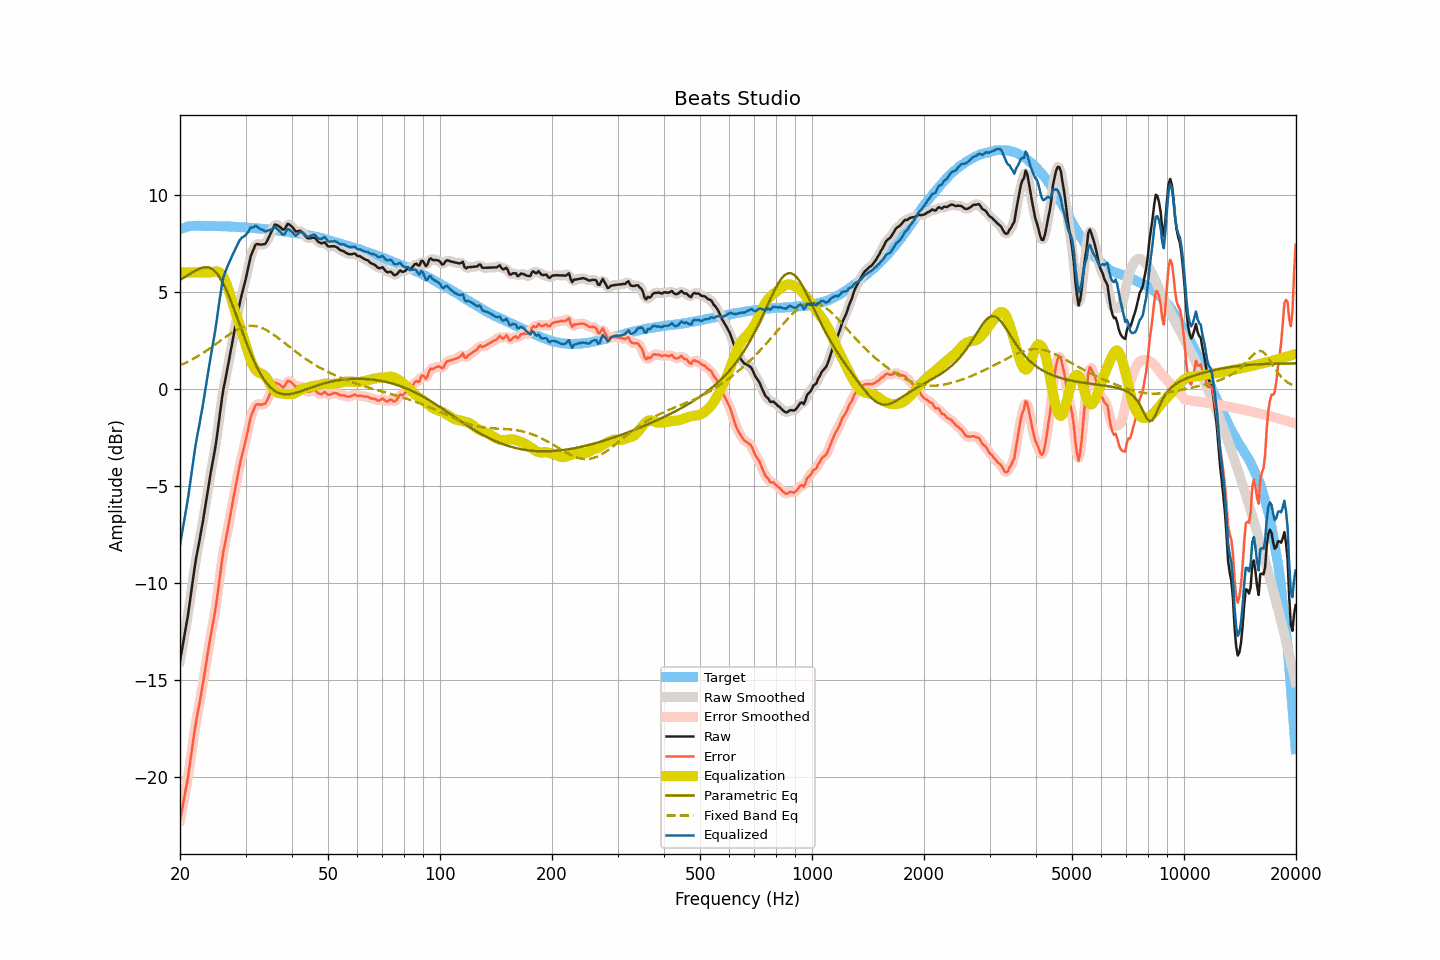 Beats Studio
Amplitude (dBr)
10
5
0
−5
−10
−15
−20
Target
Raw Smoothed
Error Smoothed
Raw
Error
Equalization
Parametric Eq
Fixed Band Eq
Equalized
20 50 100 200 500 1000 2000 5000 10000 20000
Frequency (Hz)